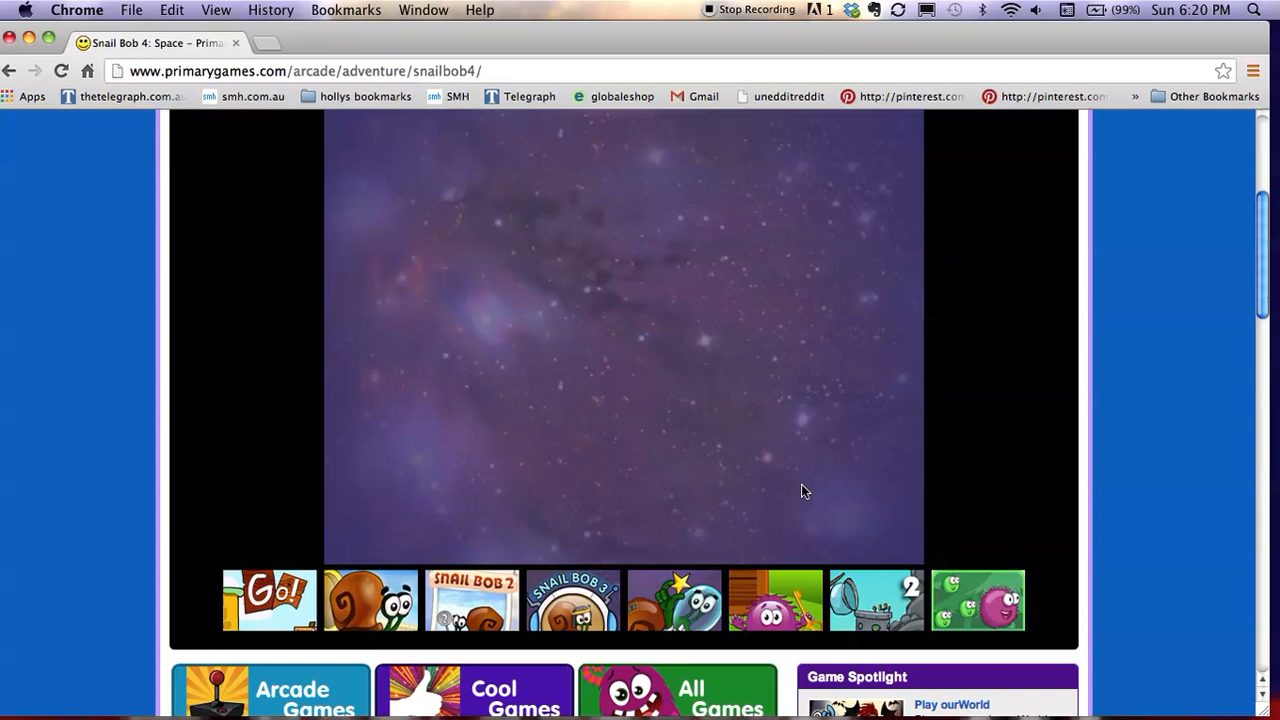 Chrome File Edit View History Bookmarks Window Help Stop Recording 1 (99%) Sun 6:20 PM
Snail Bob 4: Space – Prima
www.primarygames.com/arcade/adventure/snailbob4/
Apps thetelegraph.com.au smh.com.au hollys bookmarks SMH Telegraph globaleshop Gmail unedditreddit http://pinterest.con http://pinterest.com » Other Bookmarks
GO! SNAIL BOB 2 SNAIL BOB 3 2
2
Arcade Games
Cool Games
All Games
Game Spotlight
Play ourWorld